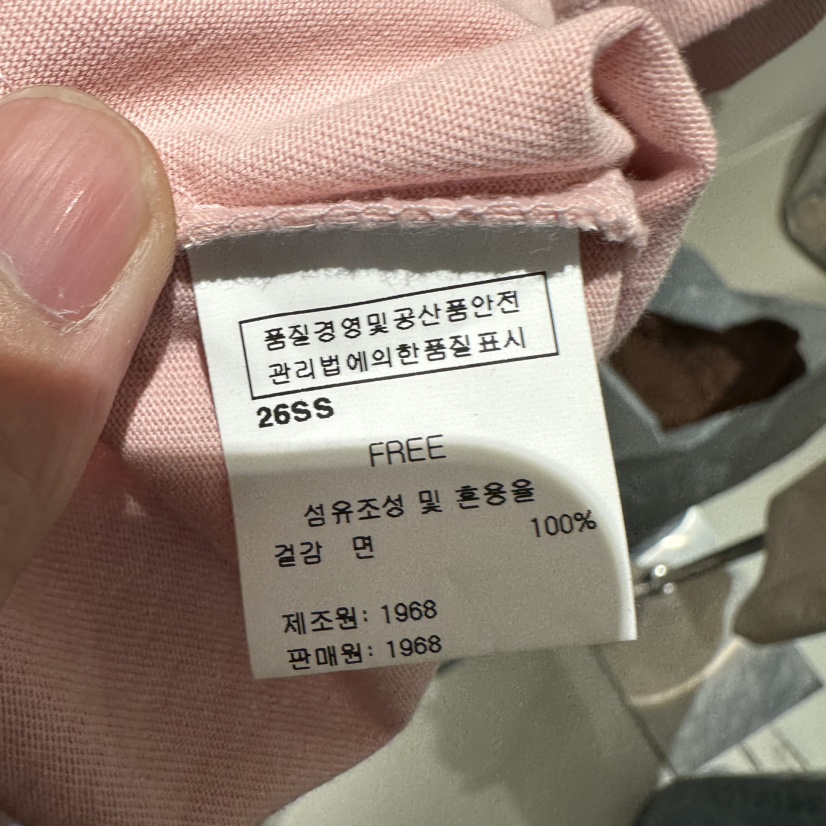 품질경영및공산품안전
관리법에의한품질표시
26SS
FREE
섬유조성 및 혼용율
겉감 면 100%
제조원: 1968
판매원: 1968